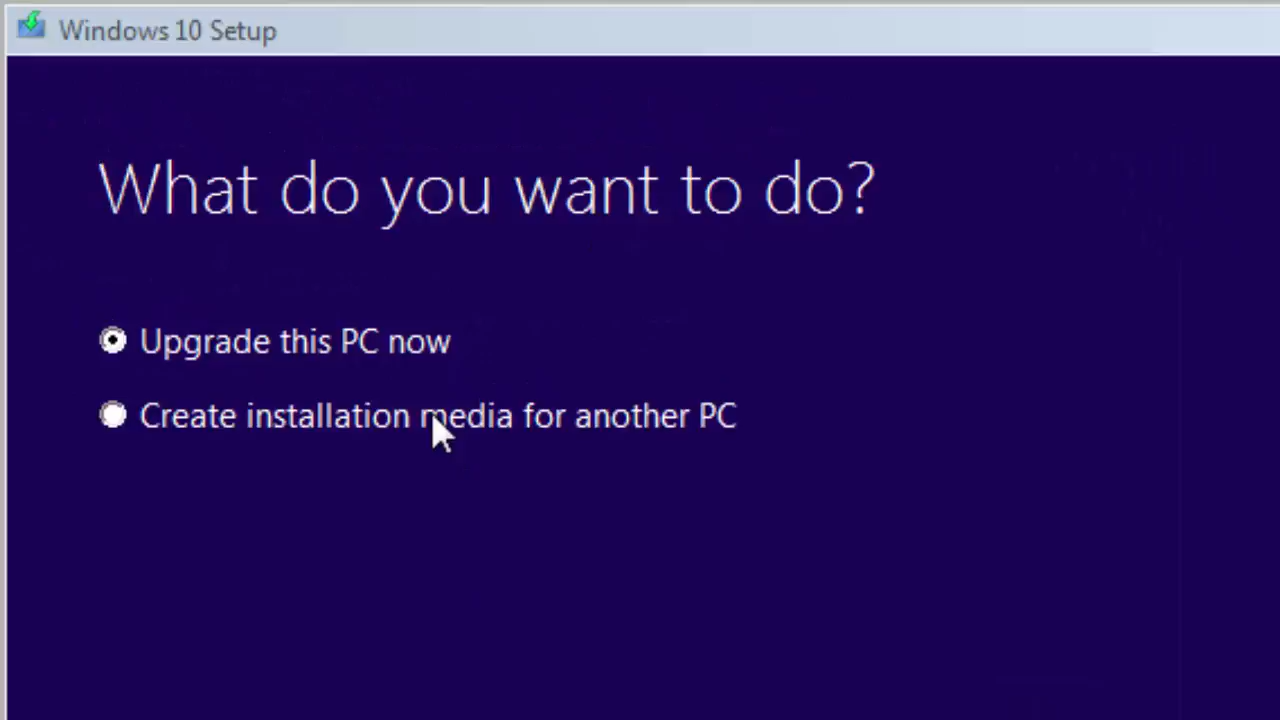 Windows 10 Setup
What do you want to do?
Upgrade this PC now
Create installation media for another PC